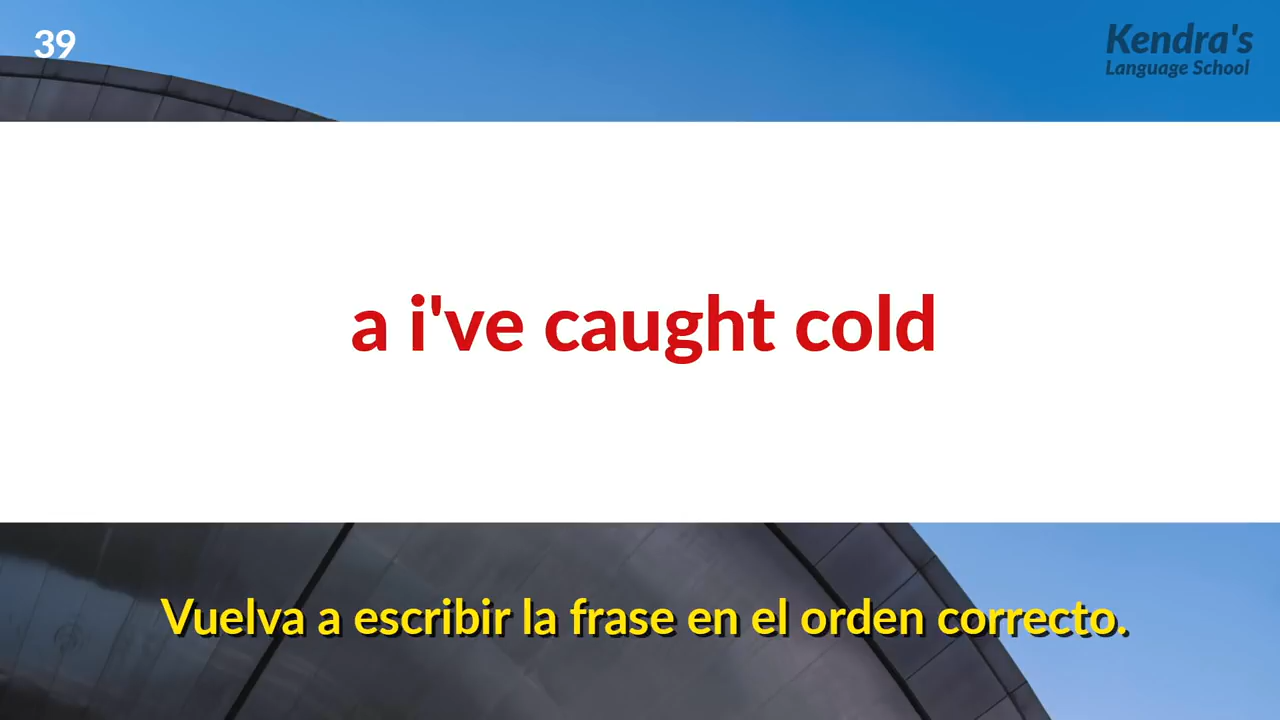 39
Kendra's
Language School
a i've caught cold
Vuelva a escribir la frase en el orden correcto.